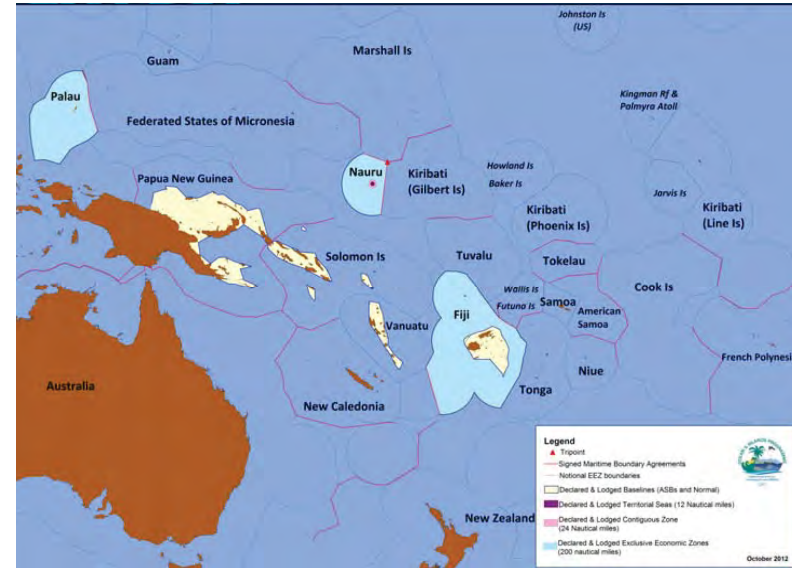 Johnston Is
(US)
Guam
Marshall Is
Palau
Kingman Rf &
Palmyra Atoll
Federated States of Micronesia
Nauru
Kiribati
(Gilbert Is)
Howland Is
Baker Is
Papua New Guinea
Jarvis Is
Kiribati
(Phoenix Is)
Kiribati
(Line Is)
Solomon Is
Tuvalu
Tokelau
Wallis Is
Futuna Is
Samoa
Cook Is
American
Samoa
Fiji
Vanuatu
French Polynesi
Niue
Australia
Tonga
New Caledonia
New Zealand
Legend
Tripoint
Signed Maritime Boundary Agreements
Notional EEZ boundaries
Declared & Lodged Baselines (ASBs and Normal)
Declared & Lodged Territorial Seas (12 Nautical miles)
Declared & Lodged Contiguous Zone
(24 Nautical miles)
Declared & Lodged Exclusive Economic Zones
(200 nautical miles)
October 2012